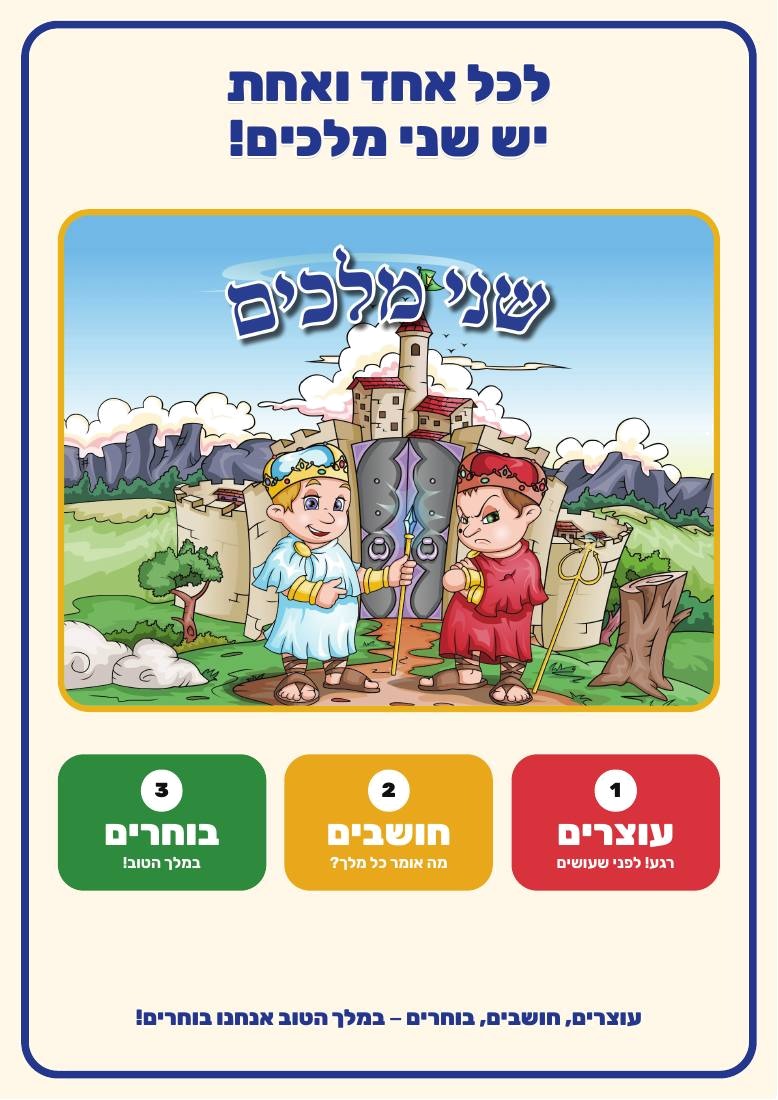 לכל אחד ואחת
יש שני מלכים!
שני מלכים
1
עוצרים
רגע! לפני שעושים
2
חושבים
מה אומר כל מלך?
3
בוחרים
במלך הטוב!
עוצרים, חושבים, בוחרים – במלך הטוב אנחנו בוחרים!